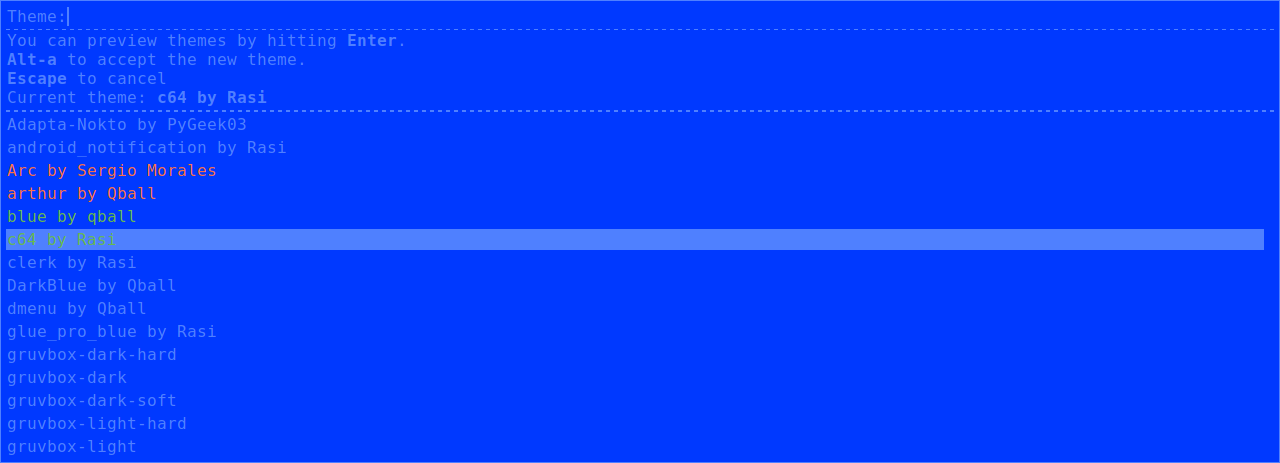 Theme:
You can preview themes by hitting Enter.
Alt-a to accept the new theme.
Escape to cancel
Current theme: c64 by Rasi
Adapta-Nokto by PyGeek03
android_notification by Rasi
Arc by Sergio Morales
arthur by Qball
blue by qball
c64 by Rasi
clerk by Rasi
DarkBlue by Qball
dmenu by Qball
glue_pro_blue by Rasi
gruvbox-dark-hard
gruvbox-dark
gruvbox-dark-soft
gruvbox-light-hard
gruvbox-light